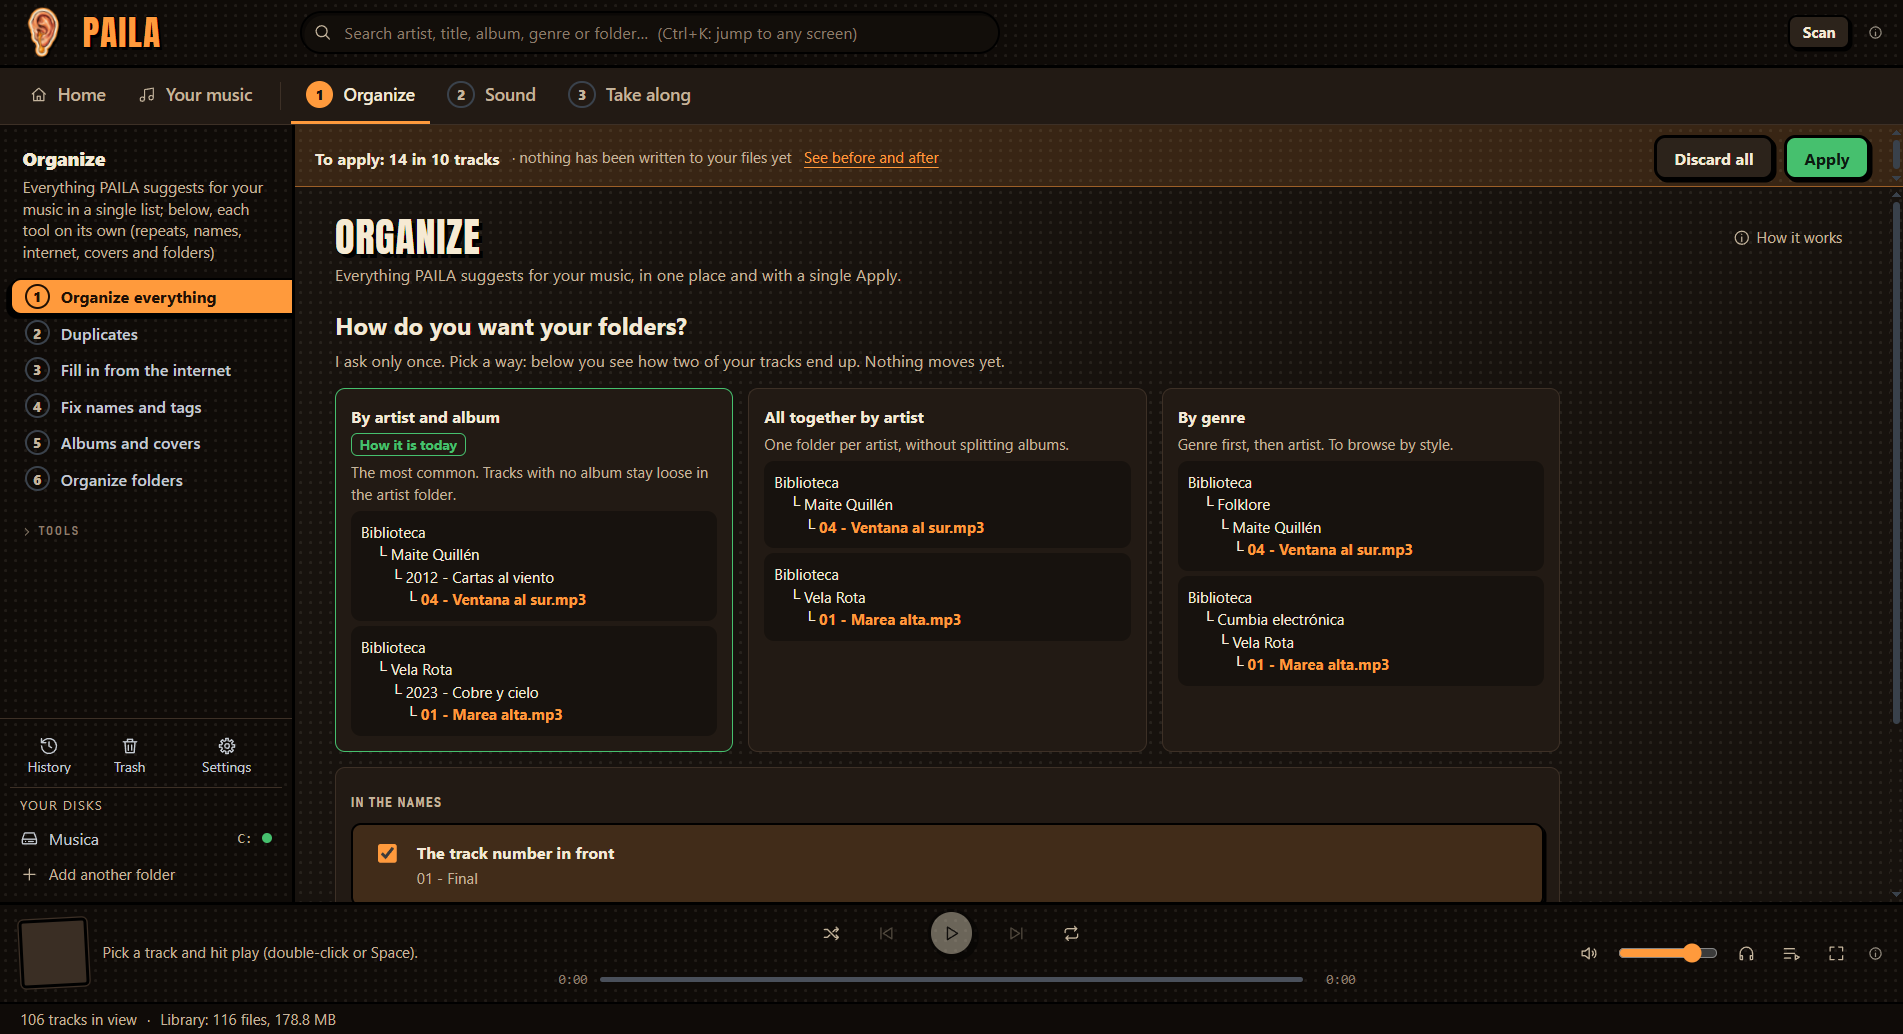 PAILA
Search artist, title, album, genre or folder... (Ctrl+K: jump to any screen)
Scan
Home
Your music
1 Organize
2 Sound
3 Take along
Organize
Everything PAILA suggests for your
music in a single list; below, each
tool on its own (repeats, names,
internet, covers and folders)
1 Organize everything
2 Duplicates
3 Fill in from the internet
4 Fix names and tags
5 Albums and covers
6 Organize folders
TOOLS
History
Trash
Settings
YOUR DISKS
Musica C:
Add another folder
To apply: 14 in 10 tracks · nothing has been written to your files yet See before and after
Discard all
Apply
ORGANIZE
How it works
Everything PAILA suggests for your music, in one place and with a single Apply.
How do you want your folders?
I ask only once. Pick a way: below you see how two of your tracks end up. Nothing moves yet.
By artist and album
How it is today
The most common. Tracks with no album stay loose in
the artist folder.
Biblioteca
└ Maite Quillén
└ 2012 - Cartas al viento
└ 04 - Ventana al sur.mp3
Biblioteca
└ Vela Rota
└ 2023 - Cobre y cielo
└ 01 - Marea alta.mp3
All together by artist
One folder per artist, without splitting albums.
Biblioteca
└ Maite Quillén
└ 04 - Ventana al sur.mp3
Biblioteca
└ Vela Rota
└ 01 - Marea alta.mp3
By genre
Genre first, then artist. To browse by style.
Biblioteca
└ Folklore
└ Maite Quillén
└ 04 - Ventana al sur.mp3
Biblioteca
└ Cumbia electrónica
└ Vela Rota
└ 01 - Marea alta.mp3
IN THE NAMES
The track number in front
01 - Final
Pick a track and hit play (double-click or Space).
0:00
0:00
106 tracks in view · Library: 116 files, 178.8 MB